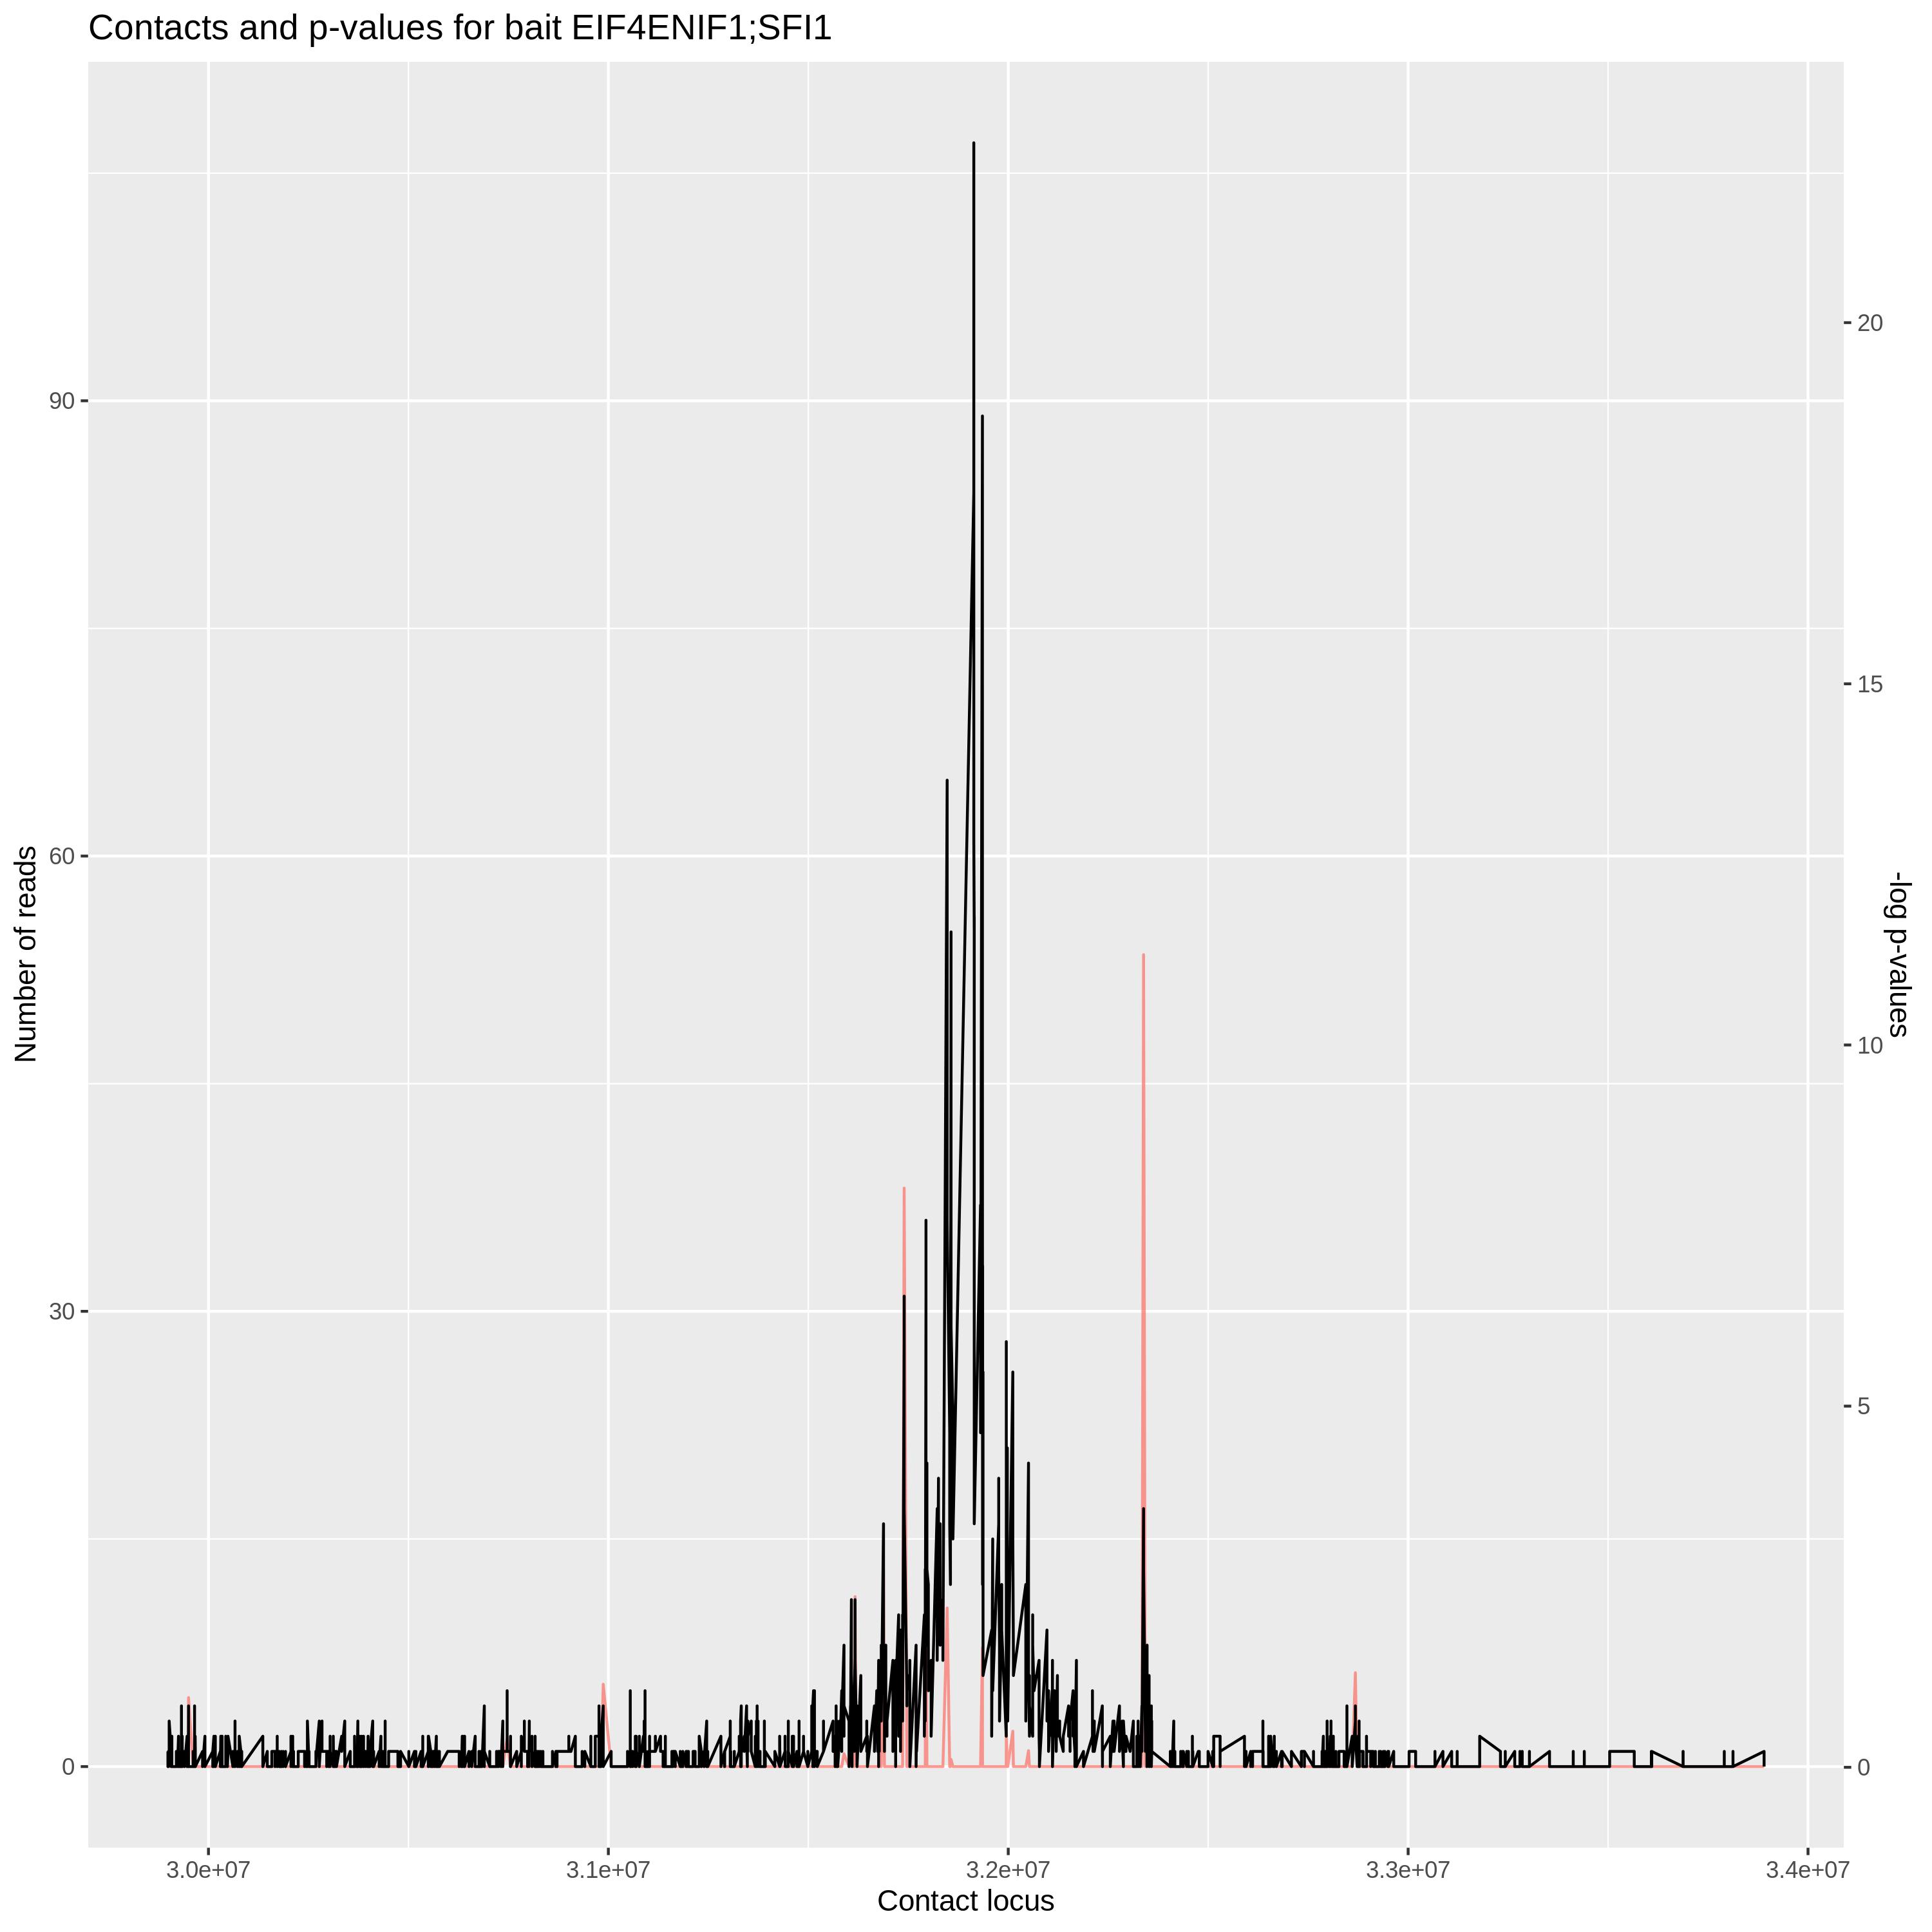 Contacts and p-values for bait EIF4ENIF1;SFI1
Number of reads
90
60
30
0
20
15
10
5
0
-log p-values
3.0e+07
3.1e+07
3.2e+07
3.3e+07
3.4e+07
Contact locus